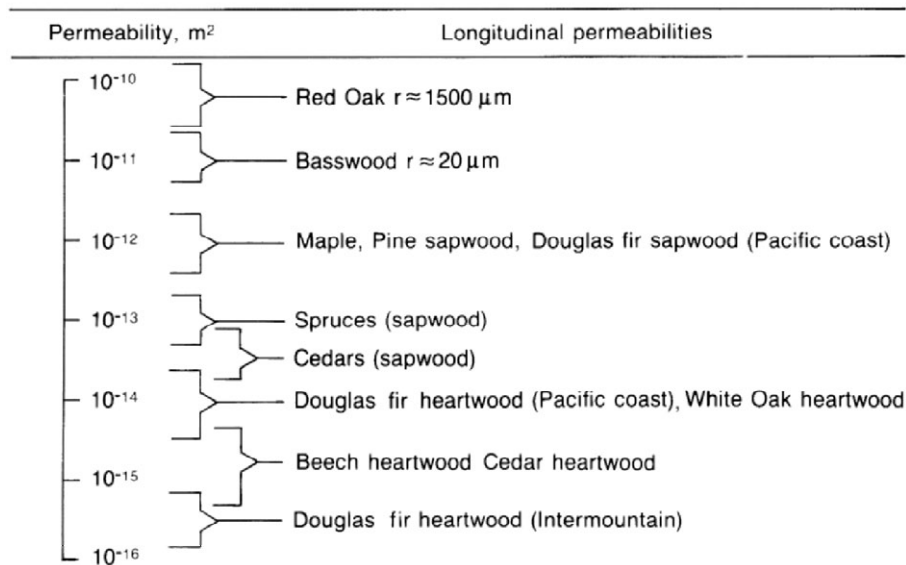 Permeability, m² Longitudinal permeabilities
10⁻¹⁰
Red Oak r≈1500 μm
10⁻¹¹ Basswood r≈20 μm
10⁻¹² Maple, Pine sapwood, Douglas fir sapwood (Pacific coast)
10⁻¹³ Spruces (sapwood)
Cedars (sapwood)
10⁻¹⁴ Douglas fir heartwood (Pacific coast), White Oak heartwood
Beech heartwood Cedar heartwood
10⁻¹⁵
Douglas fir heartwood (Intermountain)
10⁻¹⁶